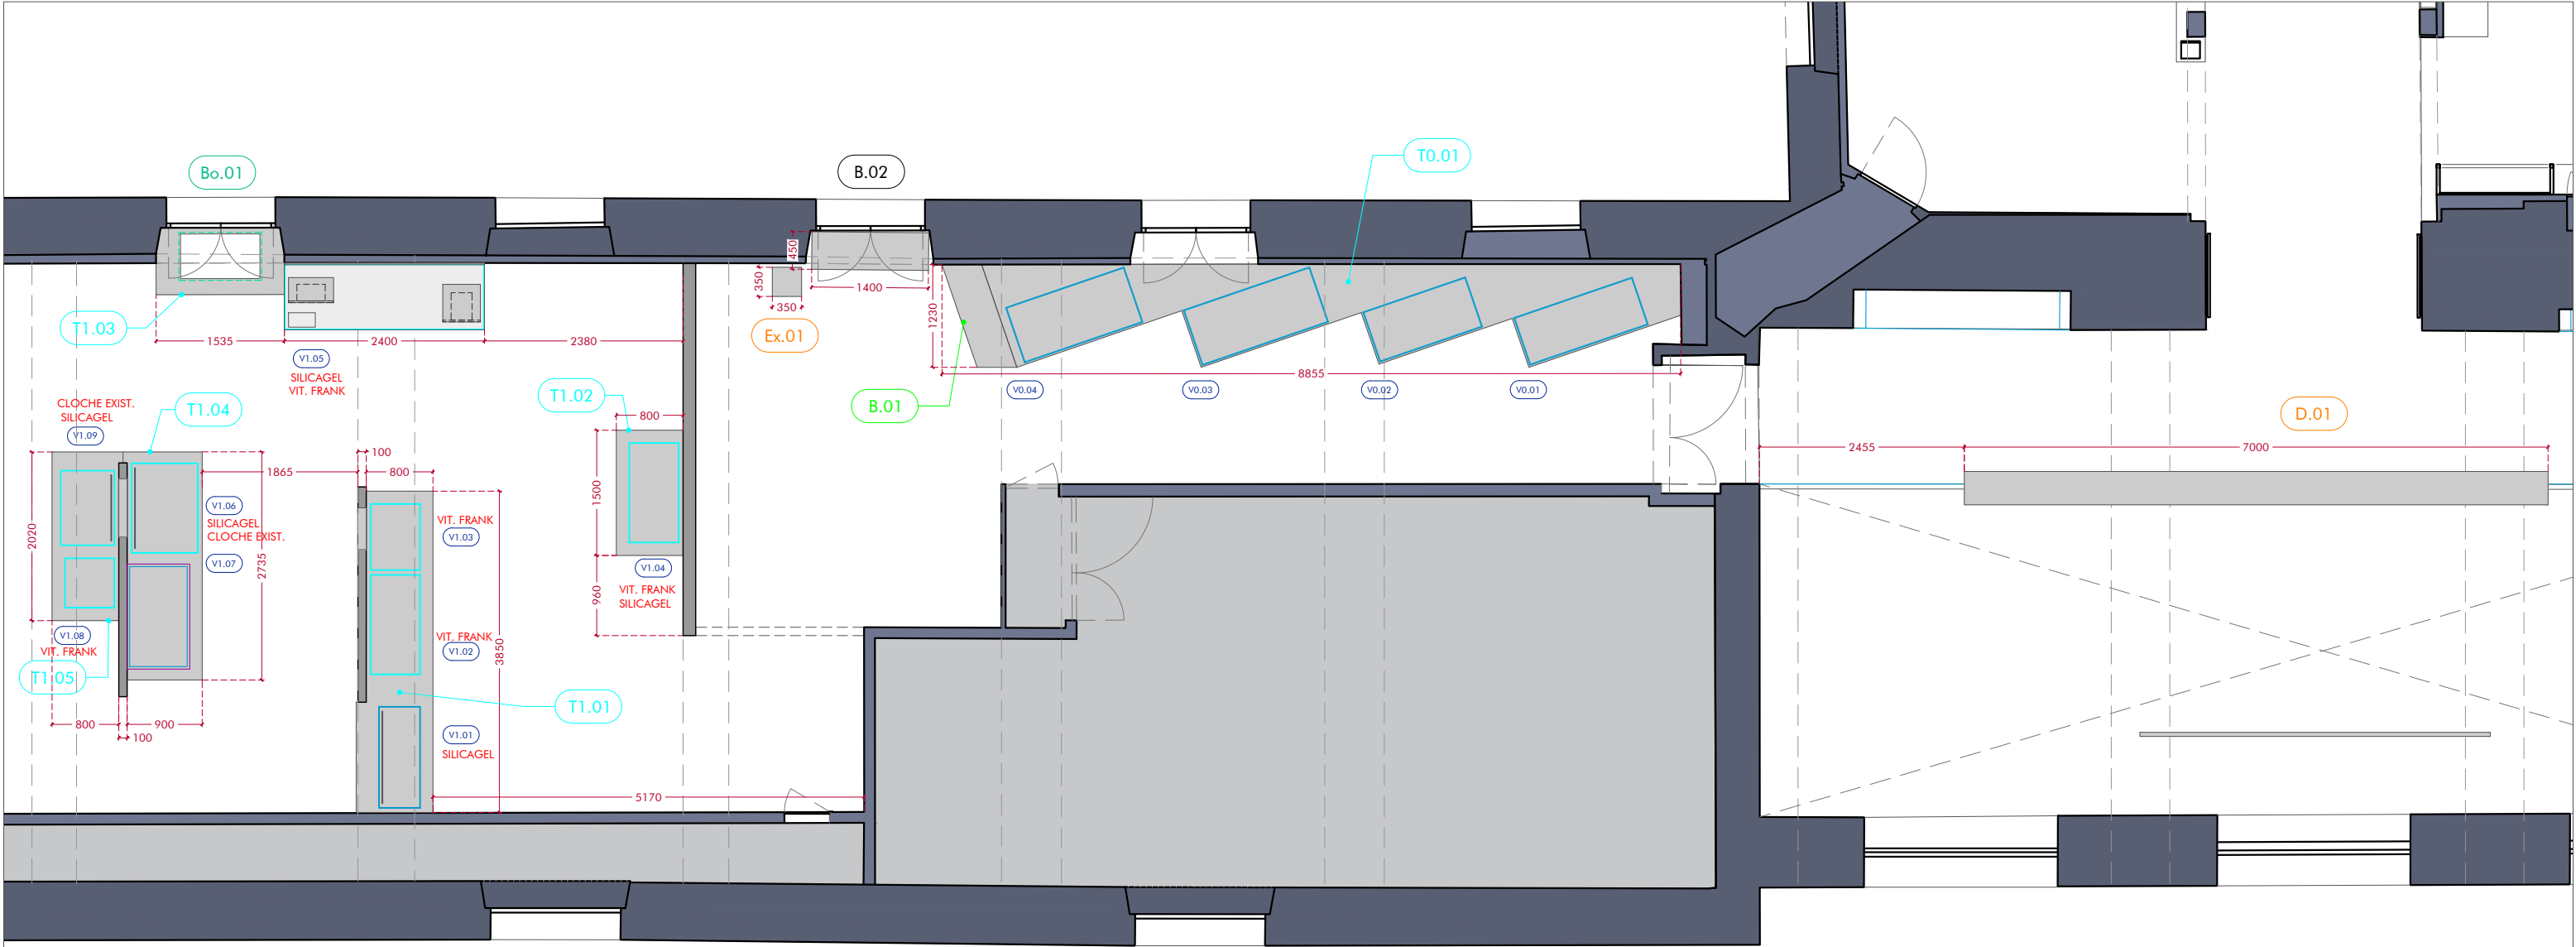 Bo.01
B.02
T0.01
T1.03
450
350
350
1400
Ex.01
1230
1535
2400
2380
8855
V1.05
SILICAGEL
VIT. FRANK
V0.04
V0.03
V0.02
V0.01
T1.02
B.01
D.01
CLOCHE EXIST.
SILICAGEL
V1.09
T1.04
800
100
1865
800
2455
7000
1500
2020
V1.06
SILICAGEL
CLOCHE EXIST.
V1.07
2735
VIT. FRANK
V1.03
V1.04
VIT. FRANK
SILICAGEL
960
V1.08
VIT. FRANK
T1.05
VIT. FRANK
V1.02
3850
T1.01
800
900
100
V1.01
SILICAGEL
5170